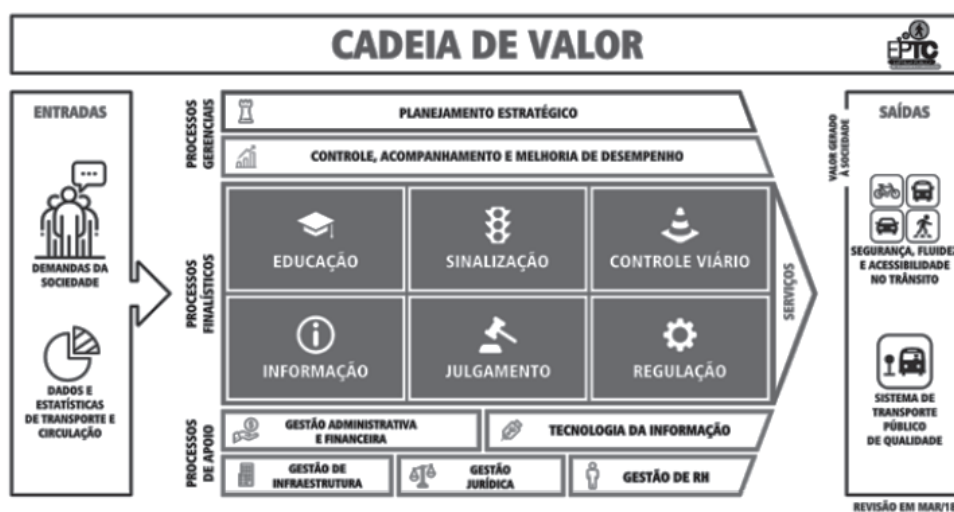 CADEIA DE VALOR
EPTC
ENTRADAS
DEMANDAS DA
SOCIEDADE
DADOS E
ESTATÍSTICAS
DE TRANSPORTE E
CIRCULAÇÃO
PROCESSOS
GERENCIAIS
PLANEJAMENTO ESTRATÉGICO
CONTROLE, ACOMPANHAMENTO E MELHORIA DE DESEMPENHO
PROCESSOS
FINALÍSTICOS
EDUCAÇÃO
SINALIZAÇÃO
CONTROLE VIÁRIO
INFORMAÇÃO
JULGAMENTO
REGULAÇÃO
SERVIÇOS
PROCESSOS
DE APOIO
GESTÃO ADMINISTRATIVA
E FINANCEIRA
TECNOLOGIA DA INFORMAÇÃO
GESTÃO DE
INFRAESTRUTURA
GESTÃO
JURÍDICA
GESTÃO DE RH
VALOR GERADO
À SOCIEDADE
SAÍDAS
SEGURANÇA, FLUIDEZ
E ACESSIBILIDADE
NO TRÂNSITO
SISTEMA DE
TRANSPORTE
PÚBLICO
DE QUALIDADE
REVISÃO EM MAR/18